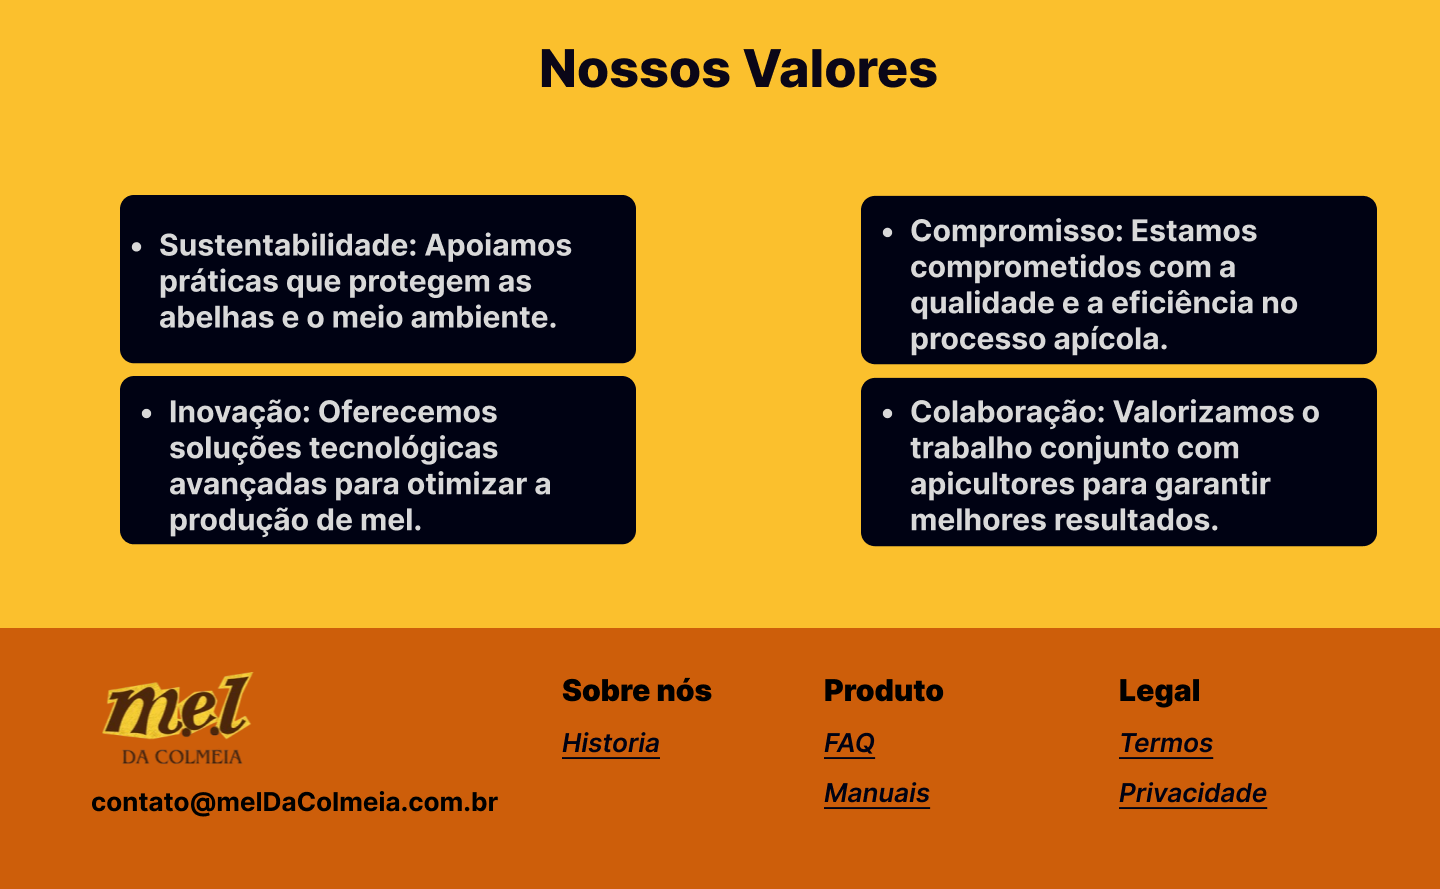 Nossos Valores
• Sustentabilidade: Apoiamos
práticas que protegem as
abelhas e o meio ambiente.
• Compromisso: Estamos
comprometidos com a
qualidade e a eficiência no
processo apícola.
• Inovação: Oferecemos
soluções tecnológicas
avançadas para otimizar a
produção de mel.
• Colaboração: Valorizamos o
trabalho conjunto com
apicultores para garantir
melhores resultados.
m.e.l
DA COLMEIA
contato@melDaColmeia.com.br
Sobre nós
Historia
Produto
FAQ
Manuais
Legal
Termos
Privacidade